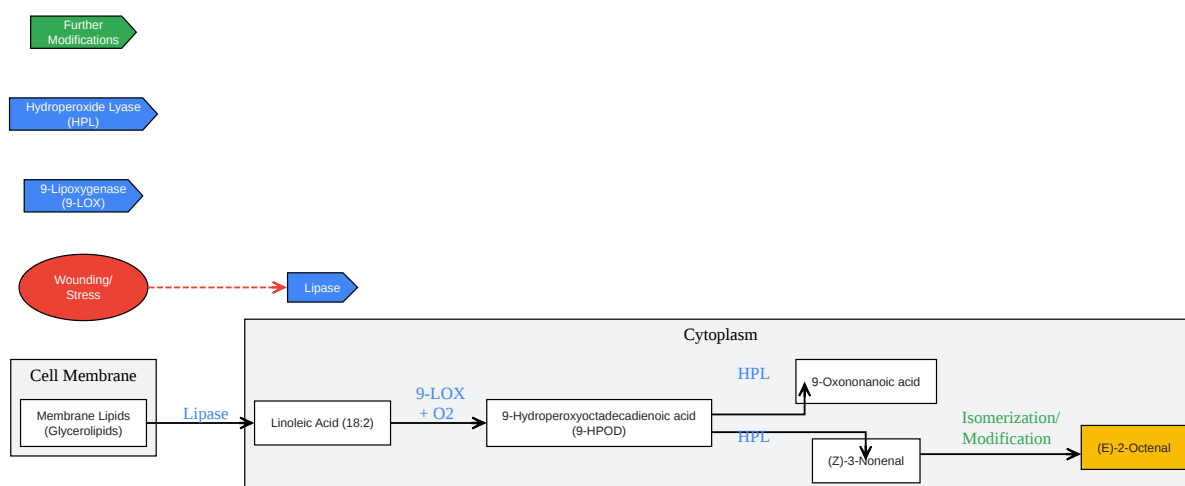 Further
Modifications
Hydroperoxide Lyase
(HPL)
9-Lipoxygenase
(9-LOX)
Wounding/
Stress
Lipase
Cytoplasm
Cell Membrane
Membrane Lipids
(Glycerolipids)
Lipase
Linoleic Acid (18:2)
9-LOX
+ O2
9-Hydroperoxyoctadecadienoic acid
(9-HPOD)
HPL
9-Oxononanoic acid
HPL
(Z)-3-Nonenal
Isomerization/
Modification
(E)-2-Octenal